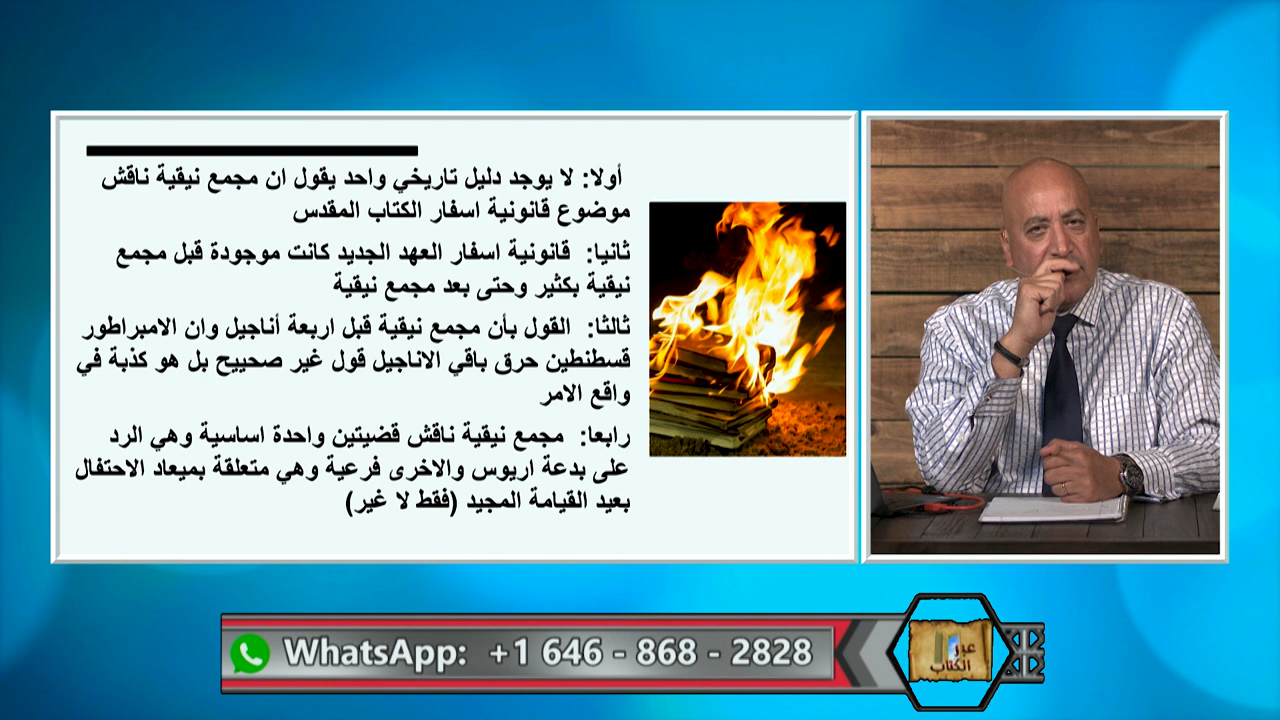 أولا: لا يوجد دليل تاريخي واحد يقول ان مجمع نيقية ناقش
موضوع قانونية اسفار الكتاب المقدس
ثانيا: قانونية اسفار العهد الجديد كانت موجودة قبل مجمع
نيقية بكثير وحتى بعد مجمع نيقية
ثالثا: القول بأن مجمع نيقية قبل اربعة أناجيل وان الامبراطور
قسطنطين حرق باقي الاناجيل قول غير صحييح بل هو كذبة في
واقع الامر
رابعا: مجمع نيقية ناقش قضيتين واحدة اساسية وهي الرد
على بدعة اريوس والاخرى فرعية وهي متعلقة بميعاد الاحتفال
بعيد القيامة المجيد (فقط لا غير)
WhatsApp: +1 646 - 868 - 2828
عبر
الكتاب